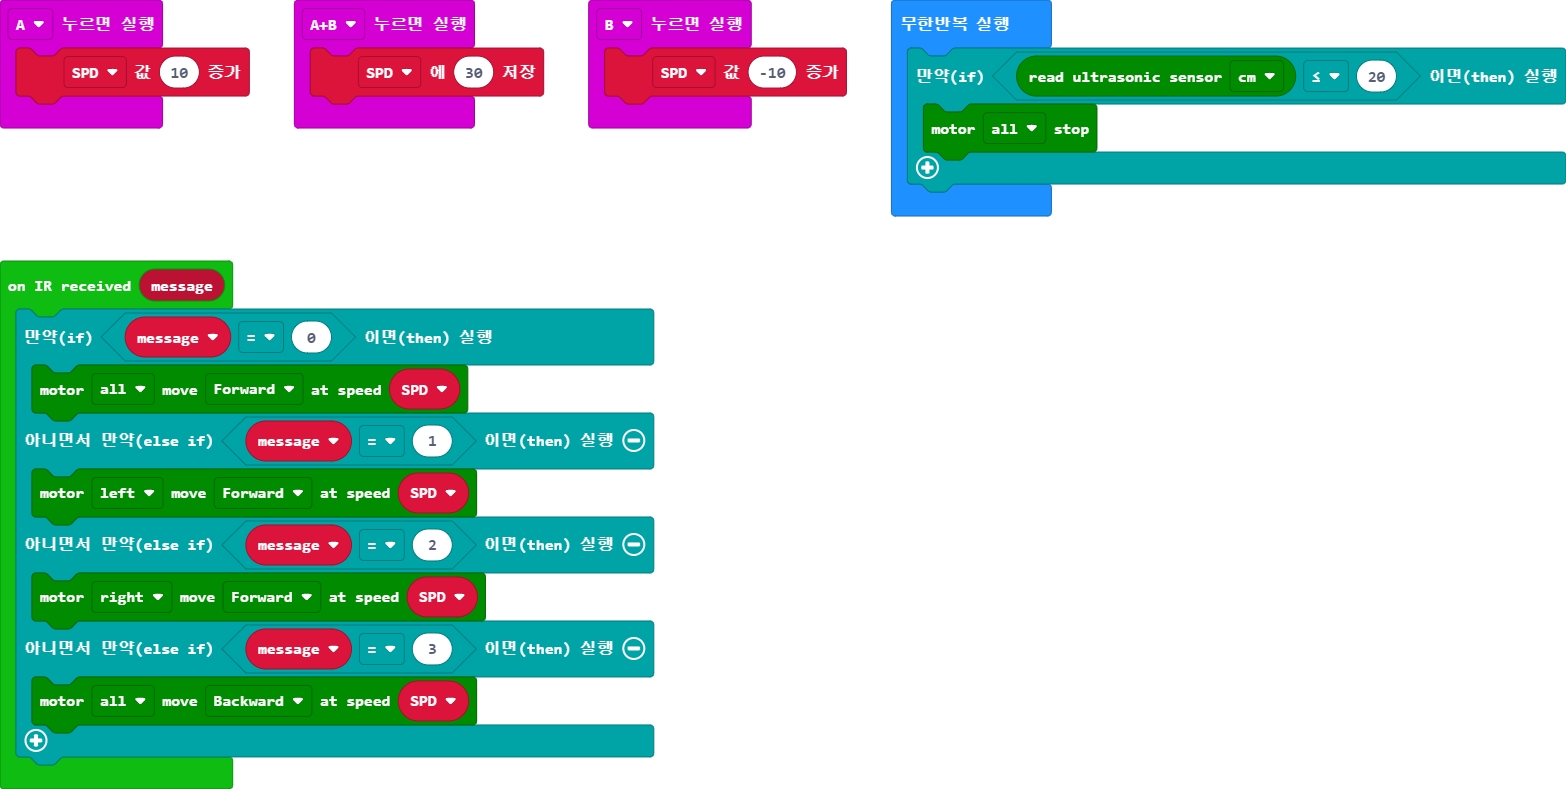 A 누르면 실행
SPD 값 10 증가
A+B 누르면 실행
SPD 에 30 저장
B 누르면 실행
SPD 값 -10 증가
무한반복 실행
만약(if) read ultrasonic sensor cm ≤ 20 이면(then) 실행
motor all stop
on IR received message
만약(if) message = 0 이면(then) 실행
motor all move Forward at speed SPD
아니면서 만약(else if) message = 1 이면(then) 실행
motor left move Forward at speed SPD
아니면서 만약(else if) message = 2 이면(then) 실행
motor right move Forward at speed SPD
아니면서 만약(else if) message = 3 이면(then) 실행
motor all move Backward at speed SPD